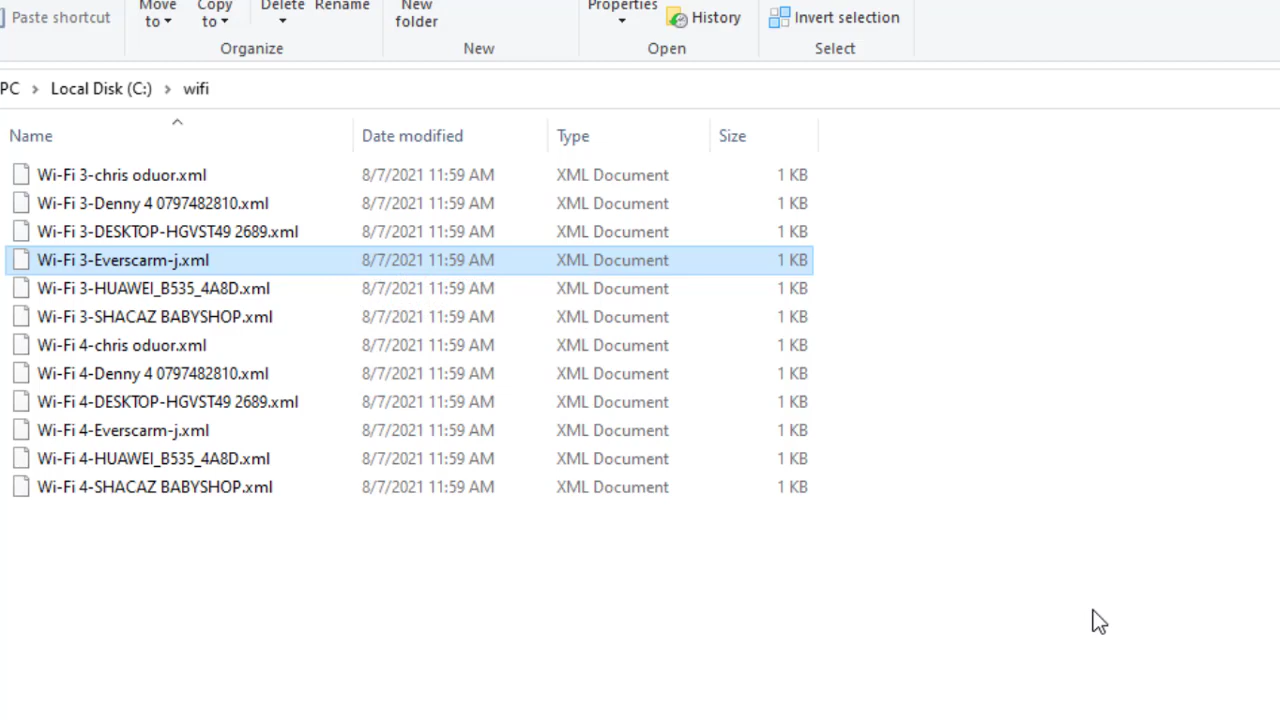 Paste shortcut
Move to
Copy to
Delete
Rename
New folder
Properties
History
Invert selection
Organize
New
Open
Select
PC > Local Disk (C:) > wifi
Name Date modified Type Size
Wi-Fi 3-chris oduor.xml 8/7/2021 11:59 AM XML Document 1 KB
Wi-Fi 3-Denny 4 0797482810.xml 8/7/2021 11:59 AM XML Document 1 KB
Wi-Fi 3-DESKTOP-HGVST49 2689.xml 8/7/2021 11:59 AM XML Document 1 KB
Wi-Fi 3-Everscarm-j.xml 8/7/2021 11:59 AM XML Document 1 KB
Wi-Fi 3-HUAWEI_B535_4A8D.xml 8/7/2021 11:59 AM XML Document 1 KB
Wi-Fi 3-SHACAZ BABYSHOP.xml 8/7/2021 11:59 AM XML Document 1 KB
Wi-Fi 4-chris oduor.xml 8/7/2021 11:59 AM XML Document 1 KB
Wi-Fi 4-Denny 4 0797482810.xml 8/7/2021 11:59 AM XML Document 1 KB
Wi-Fi 4-DESKTOP-HGVST49 2689.xml 8/7/2021 11:59 AM XML Document 1 KB
Wi-Fi 4-Everscarm-j.xml 8/7/2021 11:59 AM XML Document 1 KB
Wi-Fi 4-HUAWEI_B535_4A8D.xml 8/7/2021 11:59 AM XML Document 1 KB
Wi-Fi 4-SHACAZ BABYSHOP.xml 8/7/2021 11:59 AM XML Document 1 KB